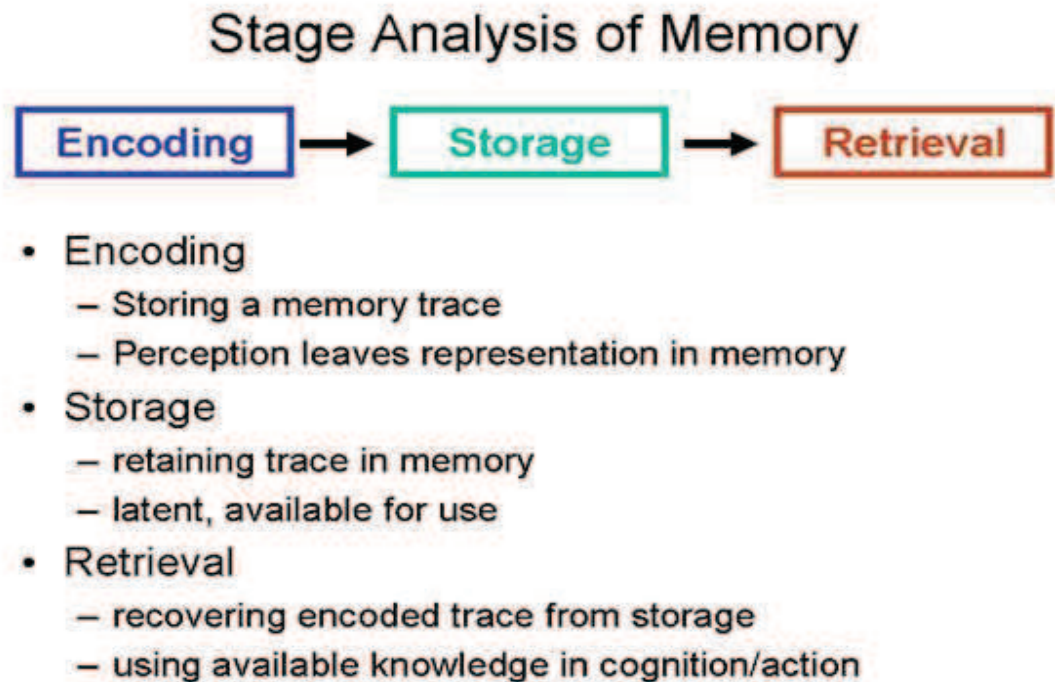 Stage Analysis of Memory
Encoding → Storage → Retrieval
• Encoding
– Storing a memory trace
– Perception leaves representation in memory
• Storage
– retaining trace in memory
– latent, available for use
• Retrieval
– recovering encoded trace from storage
– using available knowledge in cognition/action